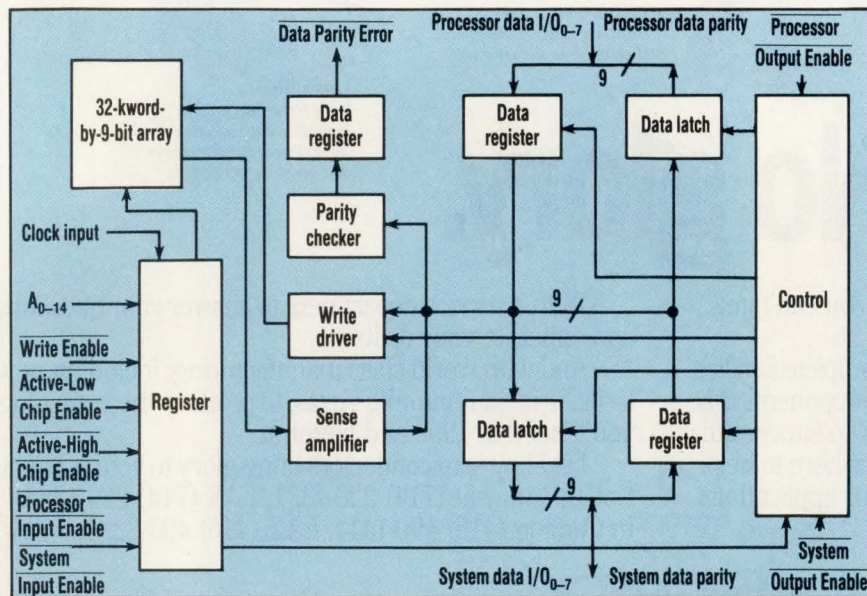 Data Parity Error
Processor data I/O0–7
Processor data parity
Processor
Output Enable
32-kword-
by-9-bit array
Data
register
Data
register
Data latch
9
Clock input
Parity
checker
Control
A0–14
Write
driver
9
Write Enable
Active-Low
Chip Enable
Active-High
Chip Enable
Processor
Input Enable
System
Input Enable
Register
Sense
amplifier
Data latch
Data
register
9
System data I/O0–7
System data parity
System
Output Enable